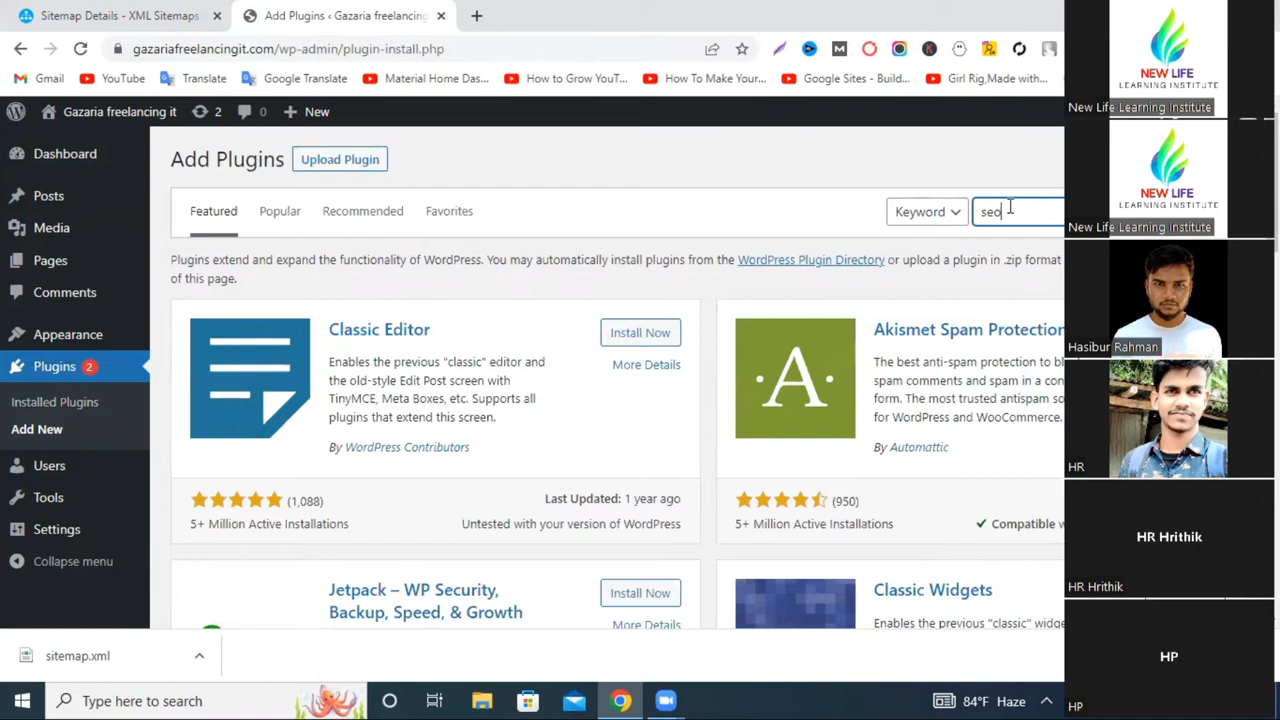 Sitemap Details - XML Sitemaps
Add Plugins ‹ Gazaria freelancing
gazariafreelancingit.com/wp-admin/plugin-install.php
Gmail
YouTube
Translate
Google Translate
Material Home Das...
How to Grow YouT...
How To Make Your...
Google Sites - Build...
Girl Rig,Made with...
Gazaria freelancing it
2
0
New
Dashboard
Posts
Media
Pages
Comments
Appearance
Plugins 2
Installed Plugins
Add New
Users
Tools
Settings
Collapse menu
Add Plugins
Upload Plugin
Featured
Popular
Recommended
Favorites
Keyword
seo
Plugins extend and expand the functionality of WordPress. You may automatically install plugins from the WordPress Plugin Directory or upload a plugin in .zip format
of this page.
Classic Editor
Install Now
More Details
Enables the previous "classic" editor and
the old-style Edit Post screen with
TinyMCE, Meta Boxes, etc. Supports all
plugins that extend this screen.
By WordPress Contributors
(1,088)
5+ Million Active Installations
Last Updated: 1 year ago
Untested with your version of WordPress
A
Akismet Spam Protection
The best anti-spam protection to bl
spam comments and spam in a con
form. The most trusted antispam so
for WordPress and WooCommerce.
By Automattic
(950)
5+ Million Active Installations
Compatible w
Jetpack – WP Security,
Backup, Speed, & Growth
Install Now
More Details
Classic Widgets
Enables the previous "classic" widge
sitemap.xml
Type here to search
84°F Haze
NEW LIFE
LEARNING INSTITUTE
New Life Learning Institute
NEW LIFE
LEARNING INSTITUTE
New Life Learning Institute
Hasibur Rahman
HR
HR Hrithik
HR Hrithik
HP
HP